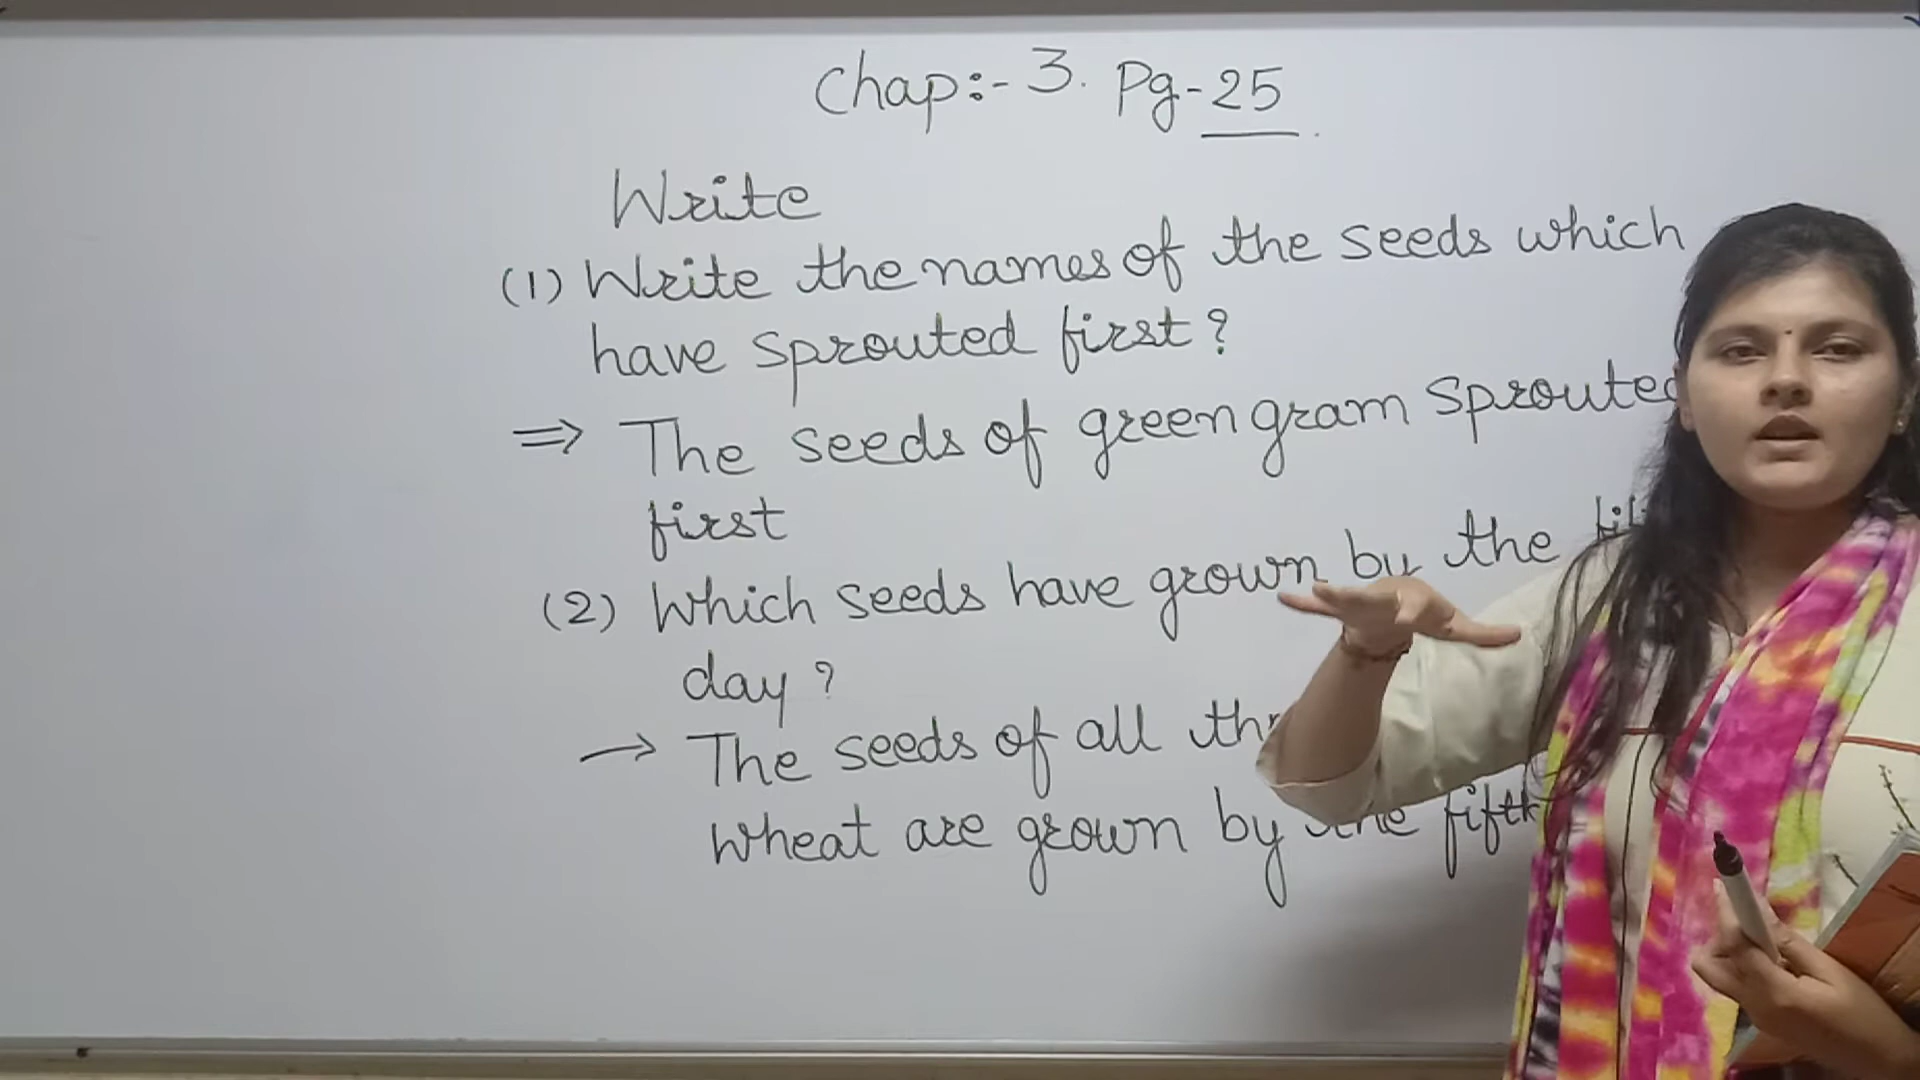 Chap:- 3. Pg-25
Write
(1) Write the names of the seeds which
have sprouted first?
⇒ The seeds of green gram sprouted
first
(2) Which seeds have grown by the
day?
→ The seeds of all
wheat are grown by the fifth